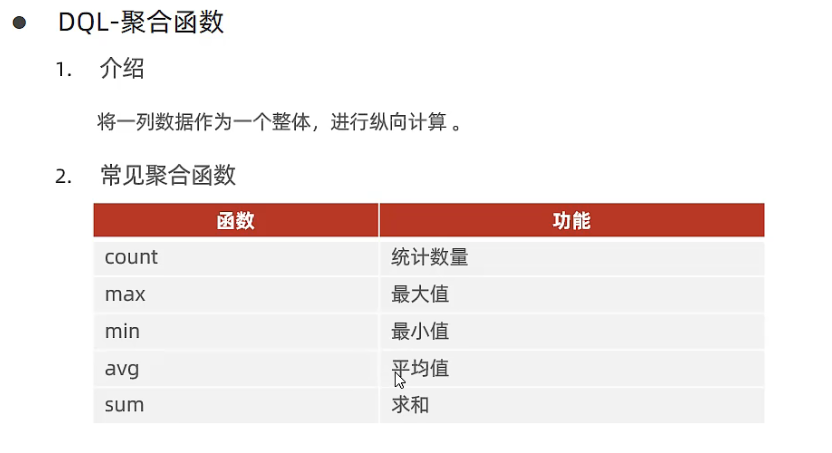 ● DQL-聚合函数
1. 介绍
将一列数据作为一个整体，进行纵向计算 。
2. 常见聚合函数
函数 功能
count 统计数量
max 最大值
min 最小值
avg 平均值
sum 求和